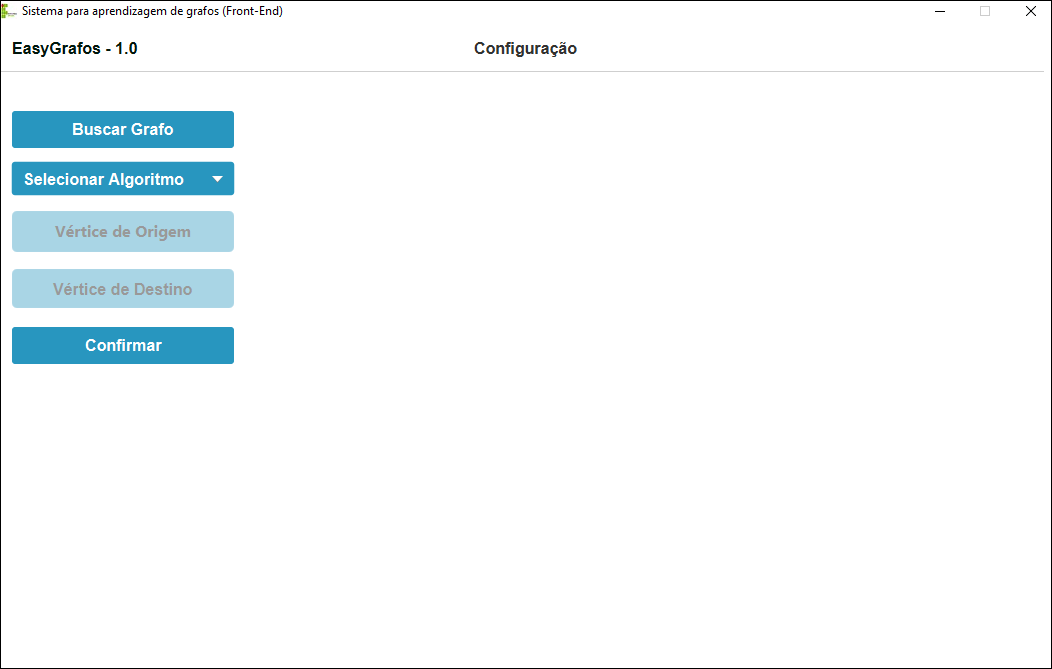 Sistema para aprendizagem de grafos (Front-End)
EasyGrafos - 1.0
Configuração
Buscar Grafo
Selecionar Algoritmo
Vértice de Origem
Vértice de Destino
Confirmar